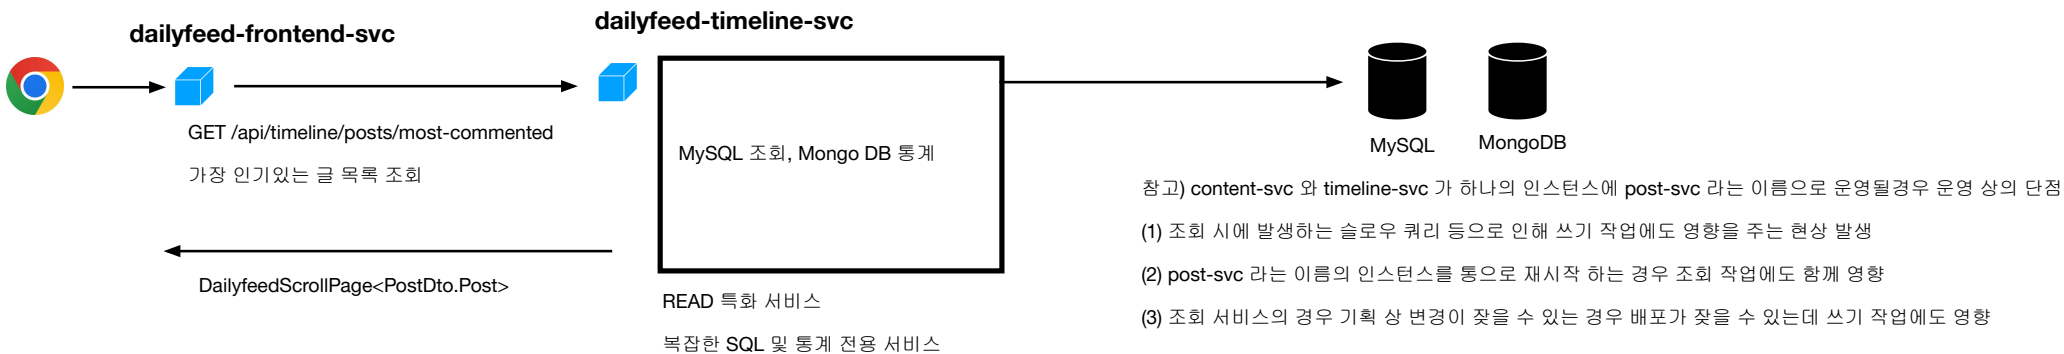 dailyfeed-frontend-svc
dailyfeed-timeline-svc
GET /api/timeline/posts/most-commented
가장 인기있는 글 목록 조회
DailyfeedScrollPage<PostDto.Post>
MySQL 조회, Mongo DB 통계
READ 특화 서비스
복잡한 SQL 및 통계 전용 서비스
MySQL
MongoDB
참고) content-svc 와 timeline-svc 가 하나의 인스턴스에 post-svc 라는 이름으로 운영될경우 운영 상의 단점
(1) 조회 시에 발생하는 슬로우 쿼리 등으로 인해 쓰기 작업에도 영향을 주는 현상 발생
(2) post-svc 라는 이름의 인스턴스를 통으로 재시작 하는 경우 조회 작업에도 함께 영향
(3) 조회 서비스의 경우 기획 상 변경이 잦을 수 있는 경우 배포가 잦을 수 있는데 쓰기 작업에도 영향